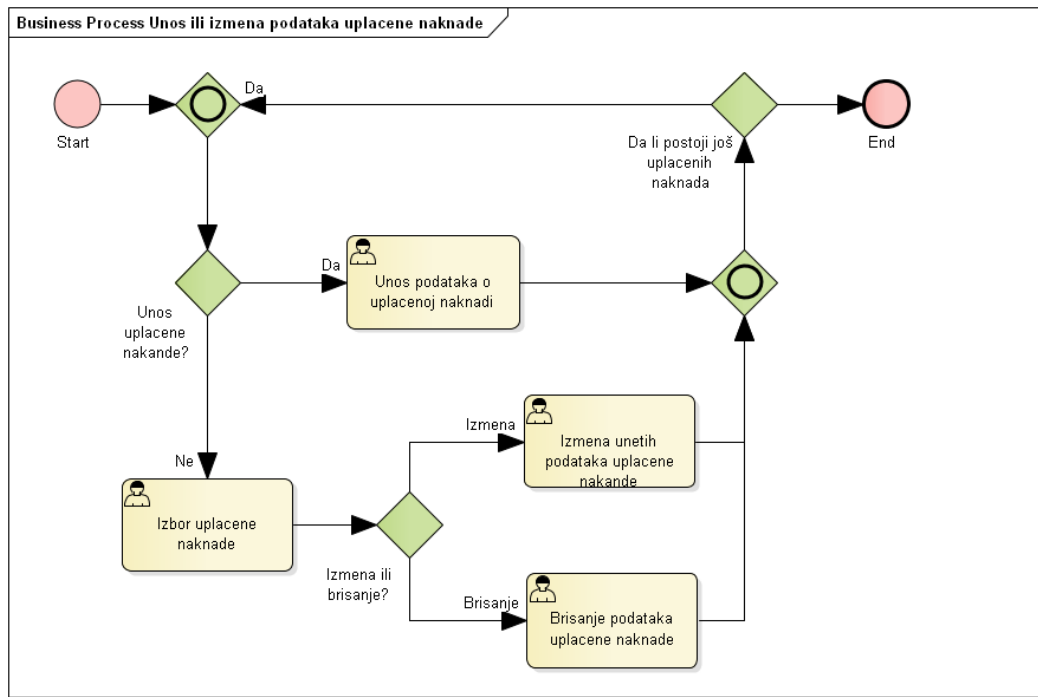 Business Process Unos ili izmena podataka uplacene naknade
Start
Da
Da li postoji još
uplacenih
naknada
End
Unos
uplacene
nakande?
Da
Unos podataka o
uplacenoj naknadi
Ne
Izbor uplacene
naknade
Izmena ili
brisanje?
Izmena
Izmena unetih
podataka uplacene
nakande
Brisanje
Brisanje podataka
uplacene naknade